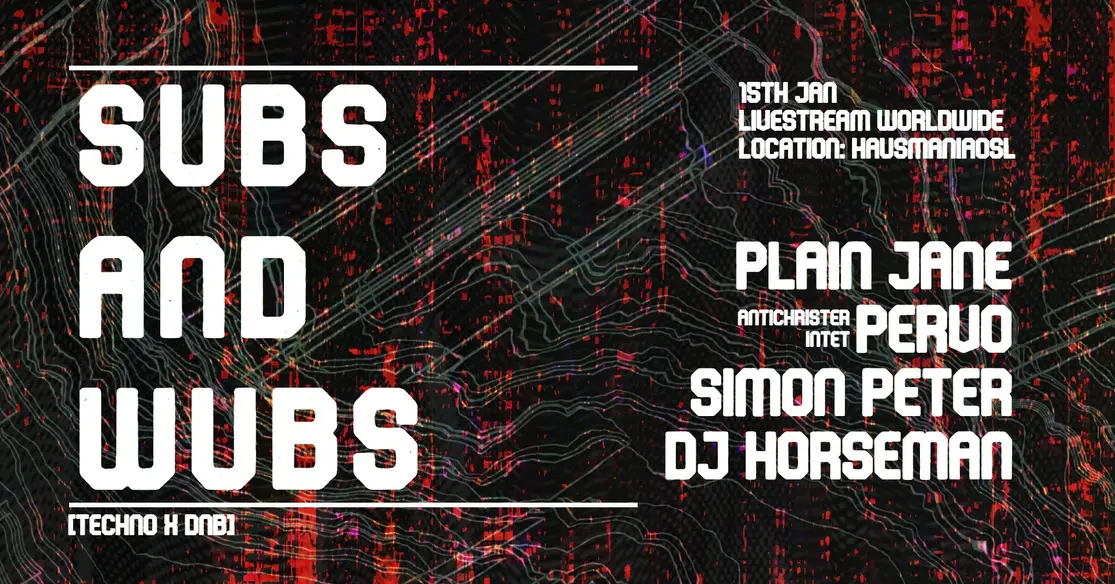 SUBS
AND
WUBS
[TECHNO X DNB]
15TH JAN
LIVESTREAM WORLDWIDE
LOCATION: HAUSMANIAOSL
PLAIN JANE
ANTICHRISTER
INTET
PERVO
SIMON PETER
DJ HORSEMAN